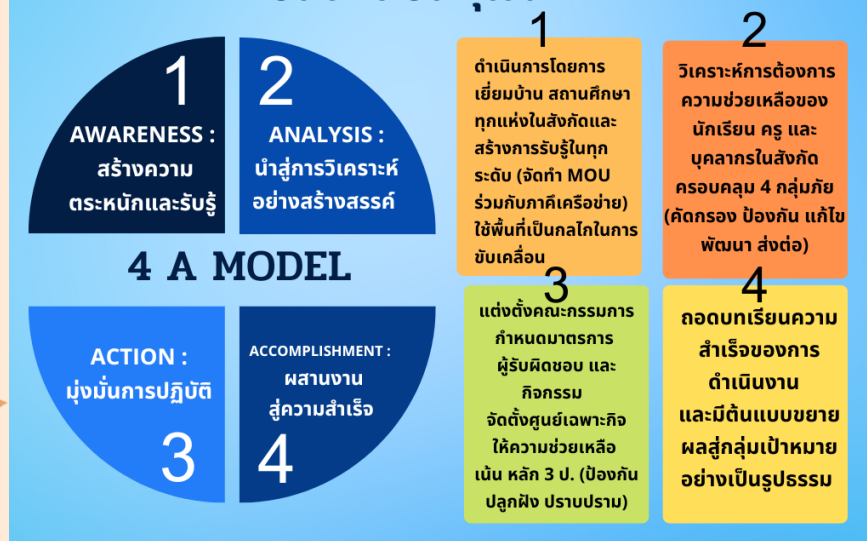 1
AWARENESS :
สร้างความ
ตระหนักและรับรู้
2
ANALYSIS :
นำสู่การวิเคราะห์
อย่างสร้างสรรค์
4 A MODEL
ACTION :
มุ่งมั่นการปฏิบัติ
3
ACCOMPLISHMENT :
ผสานงาน
สู่ความสำเร็จ
4
1
ดำเนินการโดยการ
เยี่ยมบ้าน สถานศึกษา
ทุกแห่งในสังกัดและ
สร้างการรับรู้ในทุก
ระดับ (จัดทำ MOU
ร่วมกับภาคีเครือข่าย)
ใช้พื้นที่เป็นกลไกในการ
ขับเคลื่อน
2
วิเคราะห์การต้องการ
ความช่วยเหลือของ
นักเรียน ครู และ
บุคลากรในสังกัด
ครอบคลุม 4 กลุ่มภัย
(คัดกรอง ป้องกัน แก้ไข
พัฒนา ส่งต่อ)
3
แต่งตั้งคณะกรรมการ
กำหนดมาตรการ
ผู้รับผิดชอบ และ
กิจกรรม
จัดตั้งศูนย์เฉพาะกิจ
ให้ความช่วยเหลือ
เน้น หลัก 3 ป. (ป้องกัน
ปลูกฝัง ปราบปราม)
4
ถอดบทเรียนความ
สำเร็จของการ
ดำเนินงาน
และมีต้นแบบขยาย
ผลสู่กลุ่มเป้าหมาย
อย่างเป็นรูปธรรม